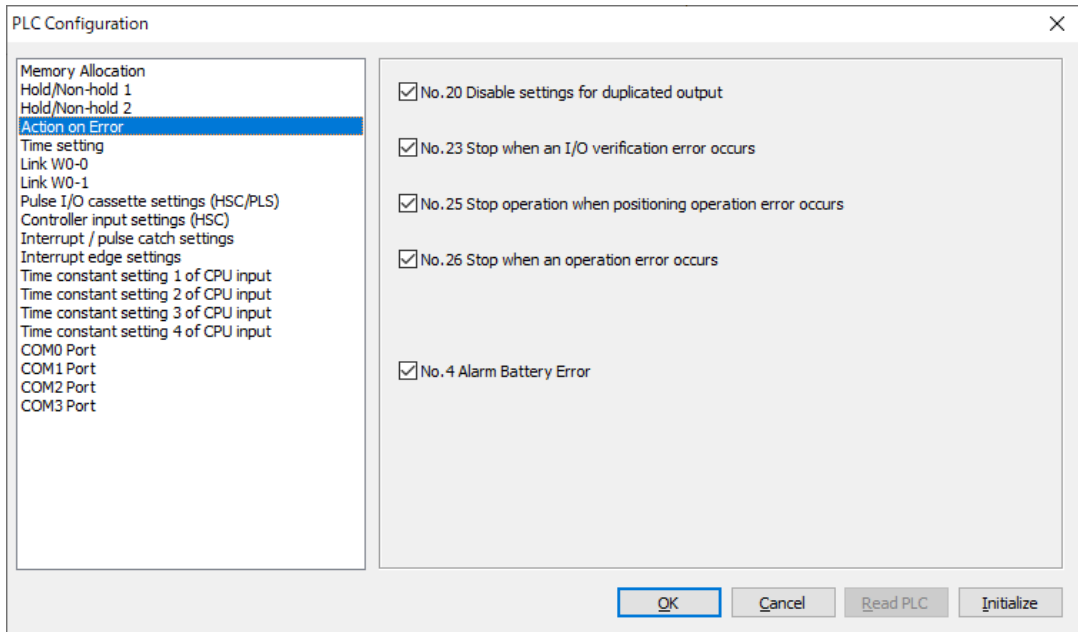 PLC Configuration
Memory Allocation
Hold/Non-hold 1
Hold/Non-hold 2
Action on Error
Time setting
Link W0-0
Link W0-1
Pulse I/O cassette settings (HSC/PLS)
Controller input settings (HSC)
Interrupt / pulse catch settings
Interrupt edge settings
Time constant setting 1 of CPU input
Time constant setting 2 of CPU input
Time constant setting 3 of CPU input
Time constant setting 4 of CPU input
COM0 Port
COM1 Port
COM2 Port
COM3 Port
No.20 Disable settings for duplicated output
No.23 Stop when an I/O verification error occurs
No.25 Stop operation when positioning operation error occurs
No.26 Stop when an operation error occurs
No.4 Alarm Battery Error
OK
Cancel
Read PLC
Initialize